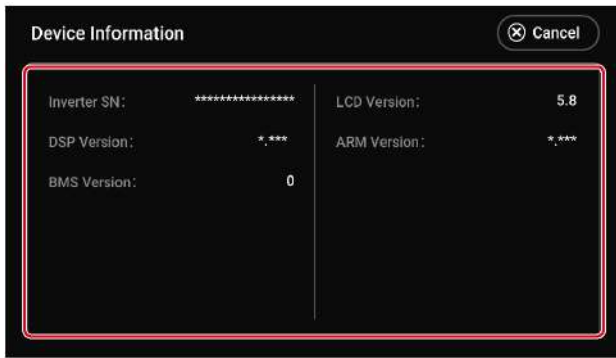 Device Information
Cancel
Inverter SN: ****************
DSP Version: *.***
BMS Version: 0
LCD Version: 5.8
ARM Version: *.***